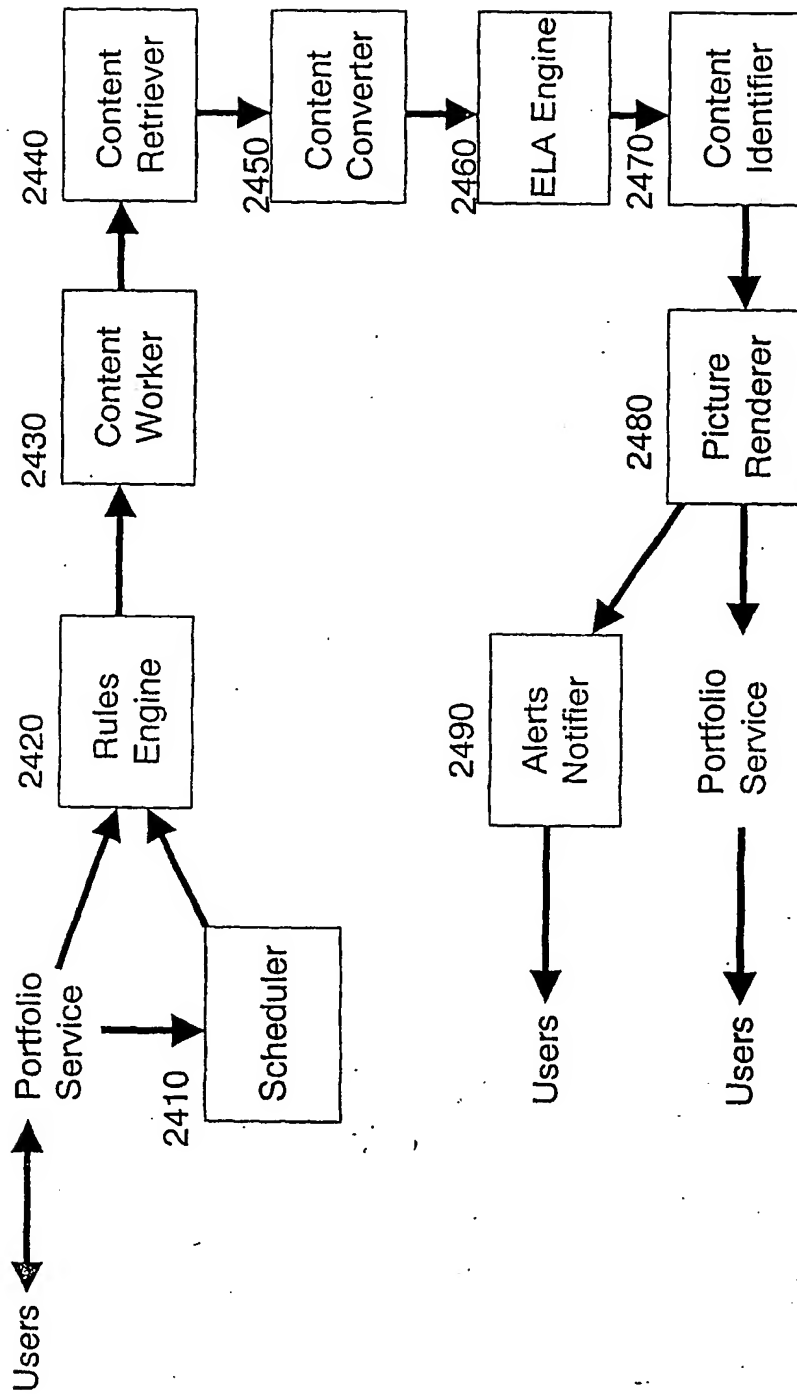 Users
Portfolio
Service
2410
Scheduler
2420
Rules
Engine
2430
Content
Worker
2440
Content
Retriever
2450
Content
Converter
2460
ELA Engine
2470
Content
Identifier
2480
Picture
Renderer
2490
Alerts
Notifier
Users
Portfolio
Service
Users